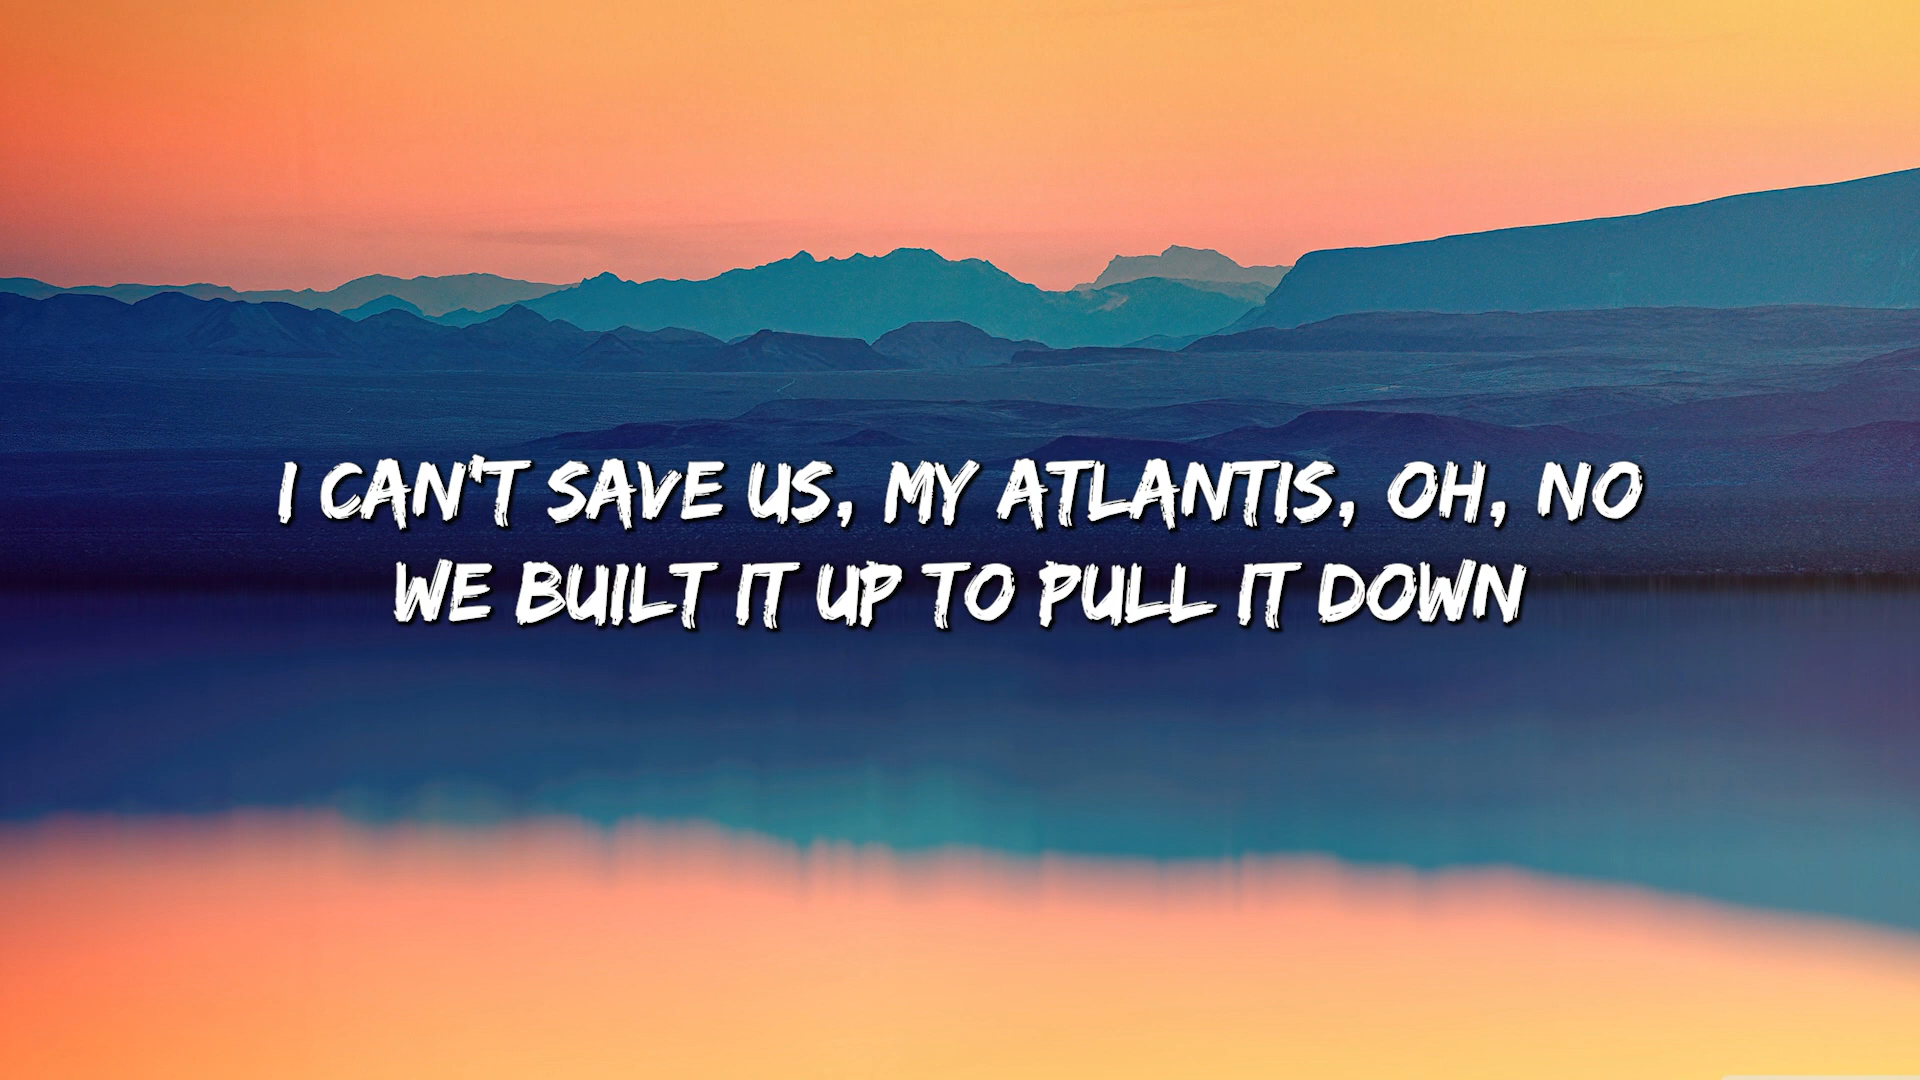 I CAN'T SAVE US, MY ATLANTIS, OH, NO
WE BUILT IT UP TO PULL IT DOWN